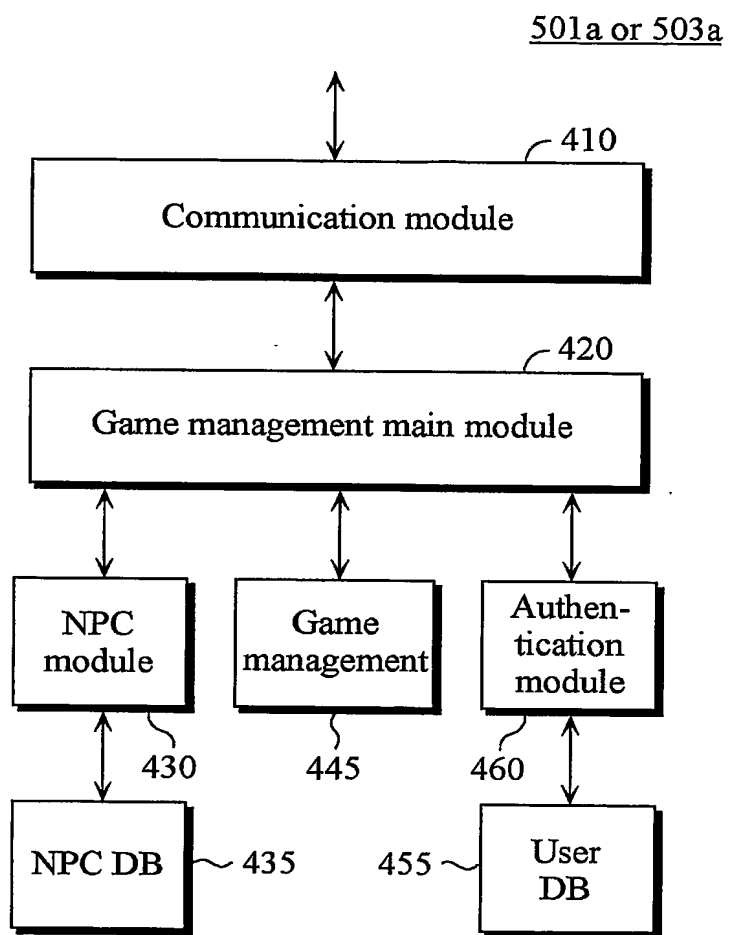 501a or 503a
410
Communication module
420
Game management main module
NPC
module
Game
management
Authen-
tication
module
430
445
460
NPC DB
435
455
User
DB